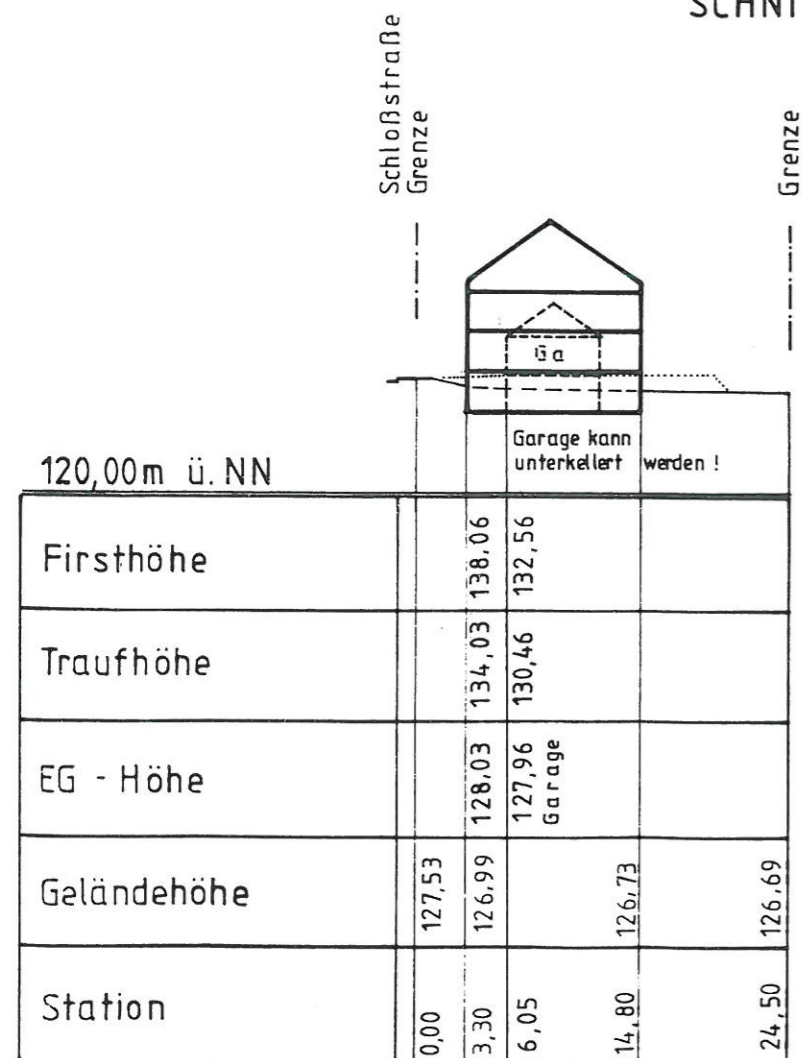 SCHNI
Schloßstraße
Grenze
Grenze
Ga
Garage kann
unterkellert werden !
120,00m ü. NN
Firsthöhe 138,06 132,56
Traufhöhe 134,03 130,46
EG - Höhe 128,03 127,96
Garage
Geländehöhe 127,53 126,99 126,73 126,69
Station 0,00 3,30 6,05 14,80 24,50